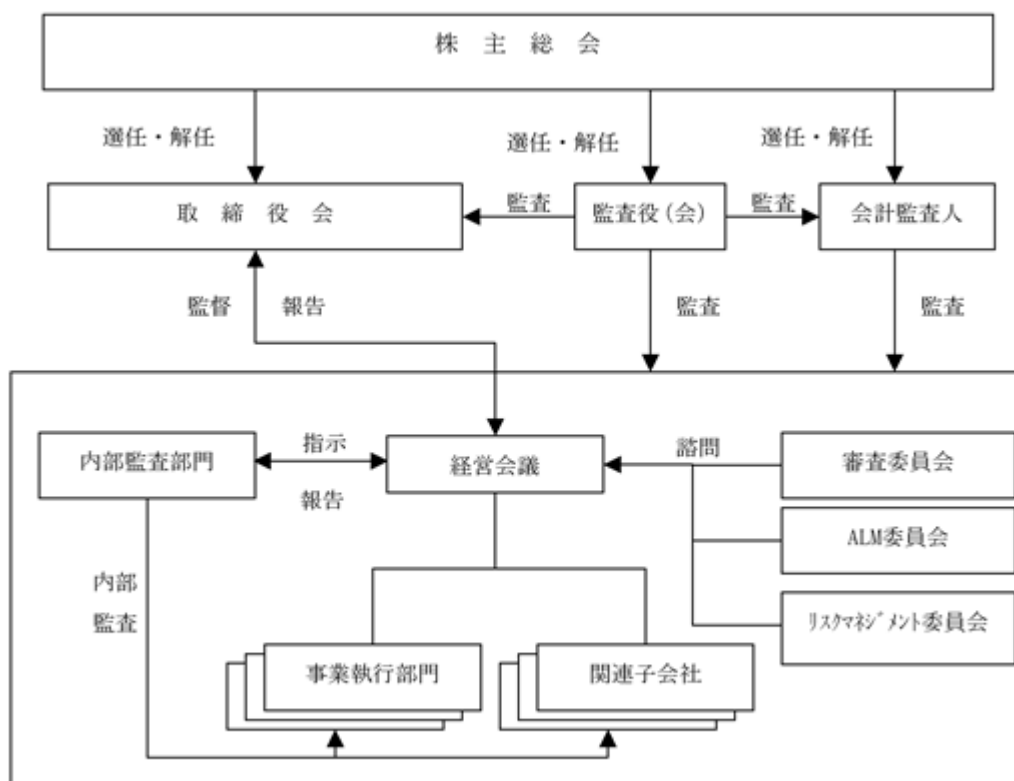 株主総会
選任・解任
選任・解任
選任・解任
取締役会
監査
監査役(会)
監査
会計監査人
監督
報告
監査
監査
内部監査部門
指示
報告
経営会議
諮問
審査委員会
ALM委員会
リスクマネジメント委員会
内部
監査
事業執行部門
関連子会社